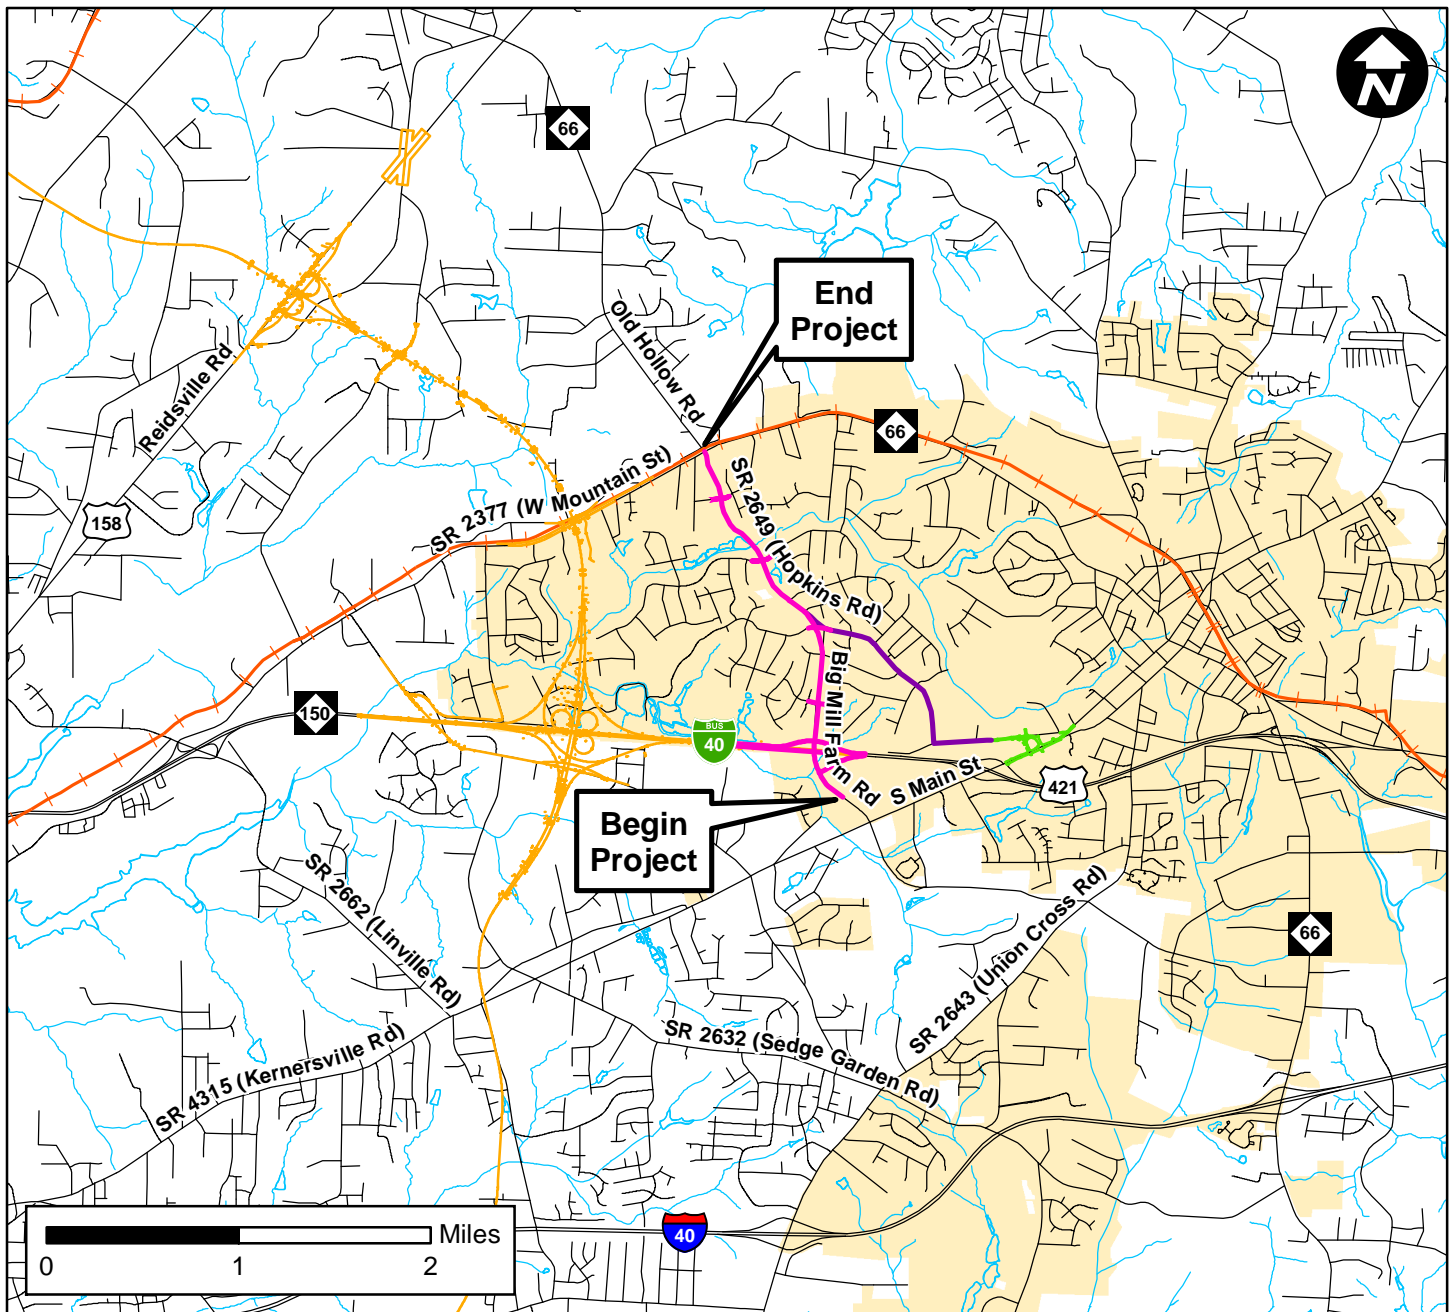 N
66
End
Project
Old Hollow Rd
Reidsville Rd
66
SR 2377 (W Mountain St)
SR 2649 (Hopkins Rd)
158
Big Mill Farm Rd
150
BUS
40
S Main St
421
Begin
Project
SR 2662 (Linville Rd)
SR 2643 (Union Cross Rd)
66
SR 4315 (Kernersville Rd)
SR 2632 (Sedge Garden Rd)
40
Miles
0 1 2